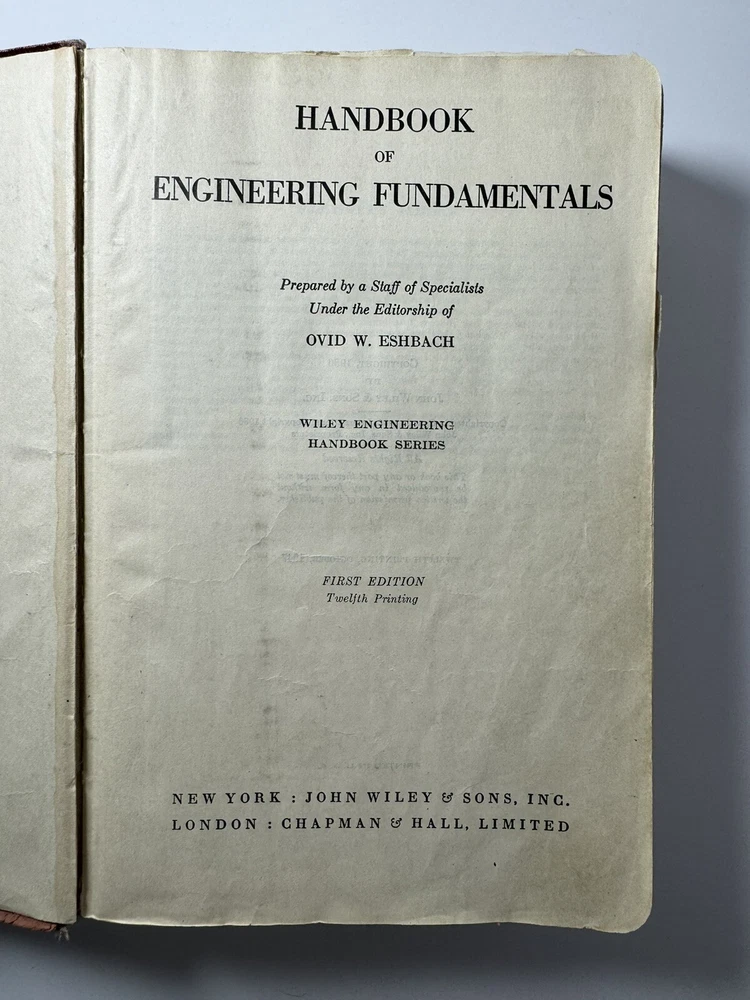 HANDBOOK
OF
ENGINEERING FUNDAMENTALS
Prepared by a Staff of Specialists
Under the Editorship of
OVID W. ESHBACH
WILEY ENGINEERING
HANDBOOK SERIES
FIRST EDITION
Twelfth Printing
NEW YORK : JOHN WILEY & SONS, INC.
LONDON : CHAPMAN & HALL, LIMITED